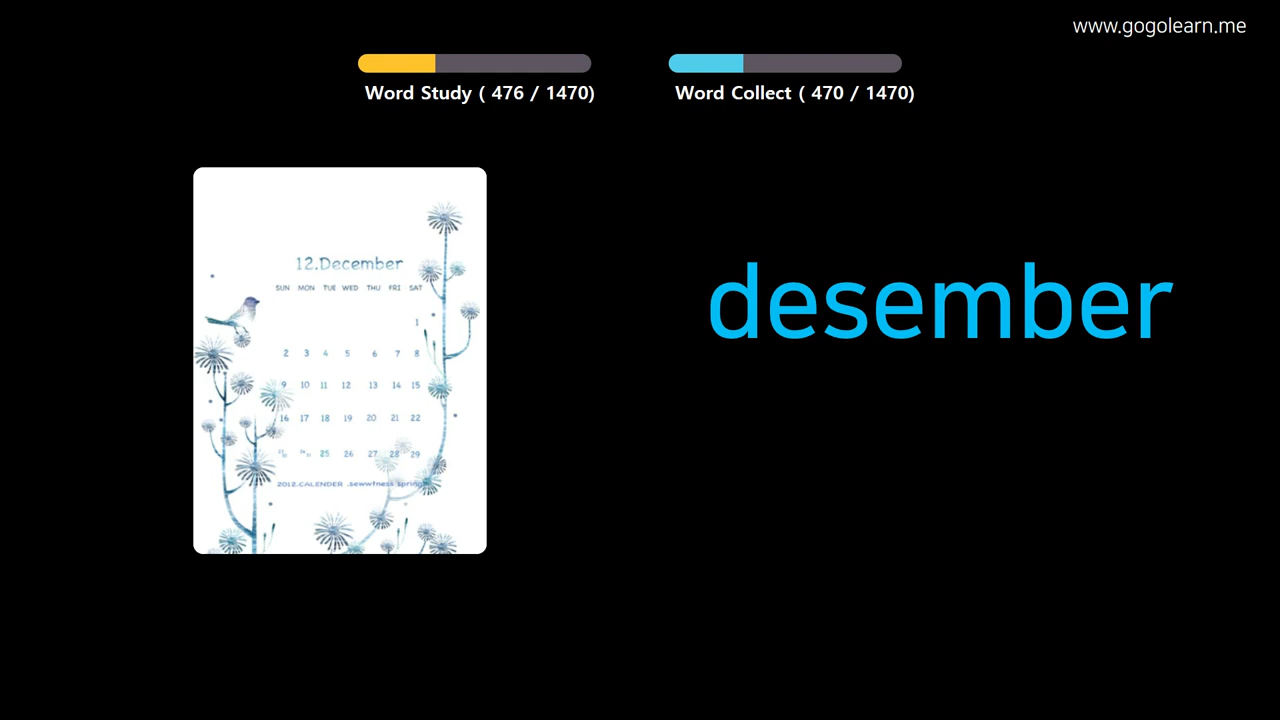 www.gogolearn.me
Word Study ( 476 / 1470)
Word Collect ( 470 / 1470)
12.December
SUN MON TUE WED THU FRI SAT
1
2 3 4 5 6 7 8
9 10 11 12 13 14 15
16 17 18 19 20 21 22
25 26 27 28 29
2012.CALENDER
desember